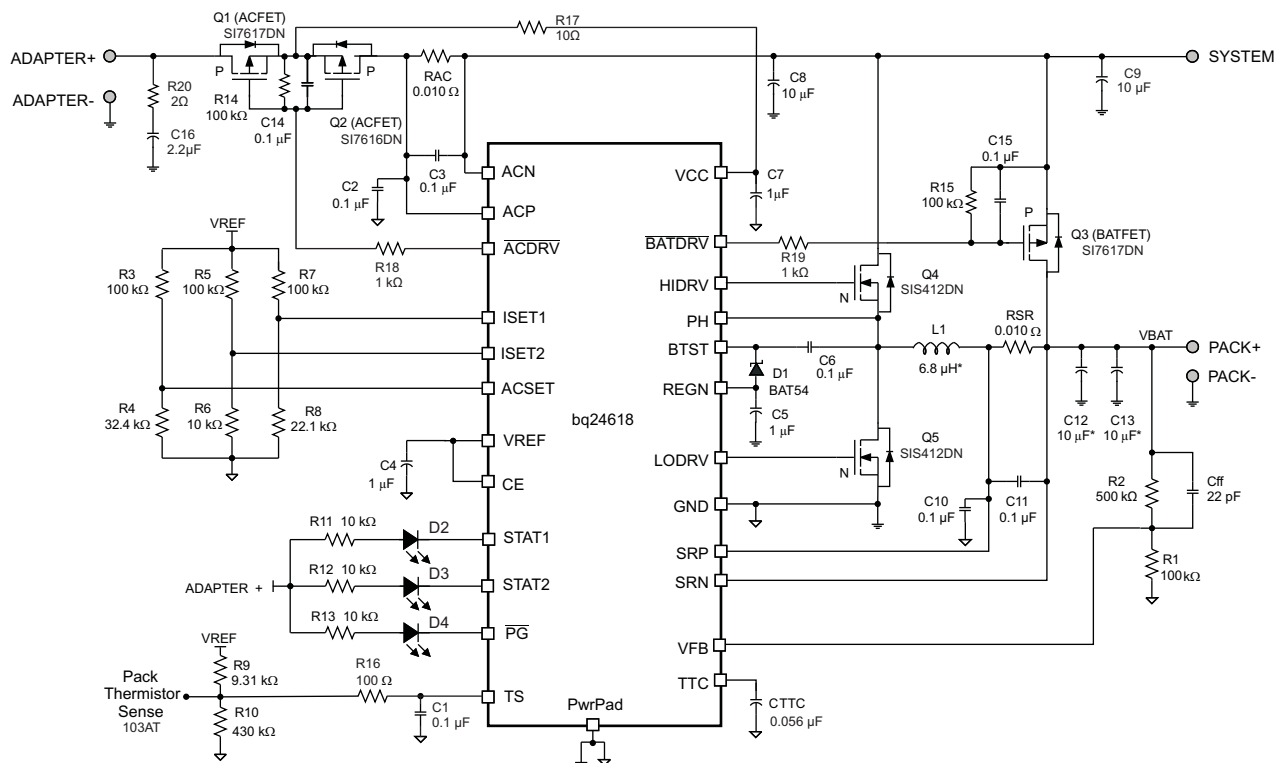 Q1 (ACFET)
SI7617DN
R17
10Ω
ADAPTER+
SYSTEM
P
P
RAC
0.010 Ω
C8
10 µF
C9
10 µF
R20
2Ω
ADAPTER-
R14
100 kΩ
C14
0.1 µF
Q2 (ACFET)
SI7616DN
C16
2.2µF
C15
0.1 µF
ACN
VCC
C3
0.1 µF
C2
0.1 µF
C7
1µF
R15
100 kΩ
P
ACP
VREF
ACDRV
BATDRV
Q3 (BATFET)
SI7617DN
R18
1 kΩ
R19
1 kΩ
R3
100 kΩ
R5
100 kΩ
R7
100 kΩ
HIDRV
Q4
SIS412DN
N
ISET1
PH
RSR
0.010 Ω
L1
6.8 µH*
VBAT
ISET2
BTST
PACK+
C6
0.1 µF
D1
BAT54
ACSET
REGN
PACK-
R4
32.4 kΩ
R6
10 kΩ
R8
22.1 kΩ
bq24618
C5
1 µF
C12
10 µF*
C13
10 µF*
VREF
C4
1 µF
LODRV
Q5
SIS412DN
N
CE
R2
500 kΩ
Cff
22 pF
GND
C10
0.1 µF
C11
0.1 µF
R11 10 kΩ
D2
STAT1
SRP
R12 10 kΩ
D3
STAT2
SRN
R1
100kΩ
ADAPTER +
R13 10 kΩ
D4
PG
VREF
VFB
R9
9.31 kΩ
R16
100 Ω
Pack
Thermistor
Sense
103AT
TS
TTC
R10
430 kΩ
C1
0.1 µF
PwrPad
CTTC
0.056 µF